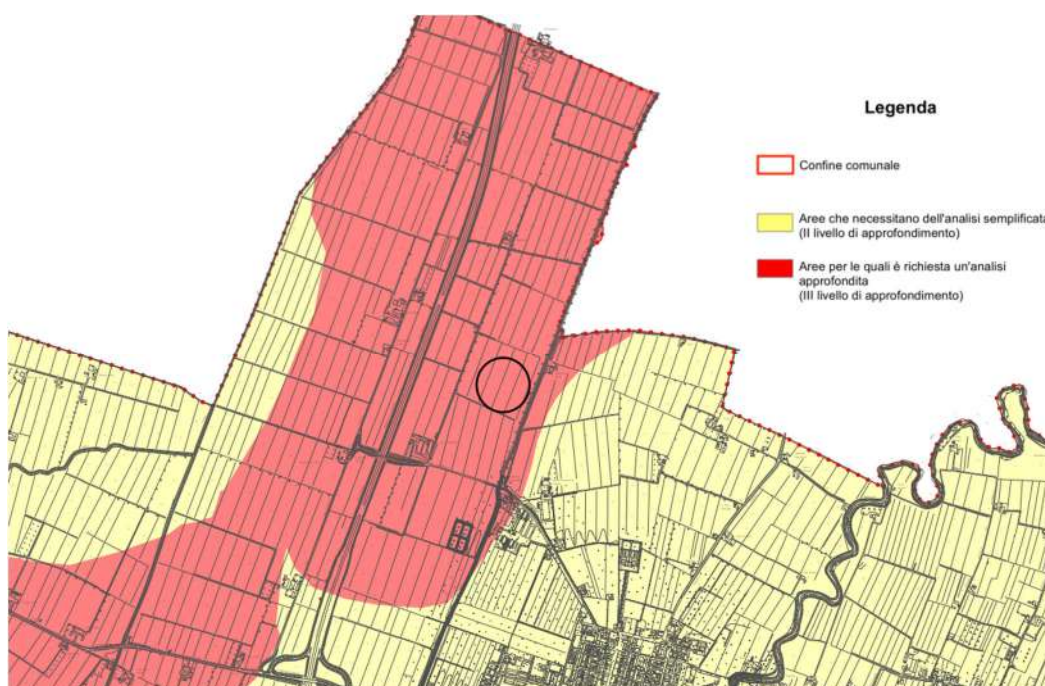 Legenda
Confine comunale
Aree che necessitano dell'analisi semplificata
(II livello di approfondimento)
Aree per le quali è richiesta un'analisi
approfondita
(III livello di approfondimento)